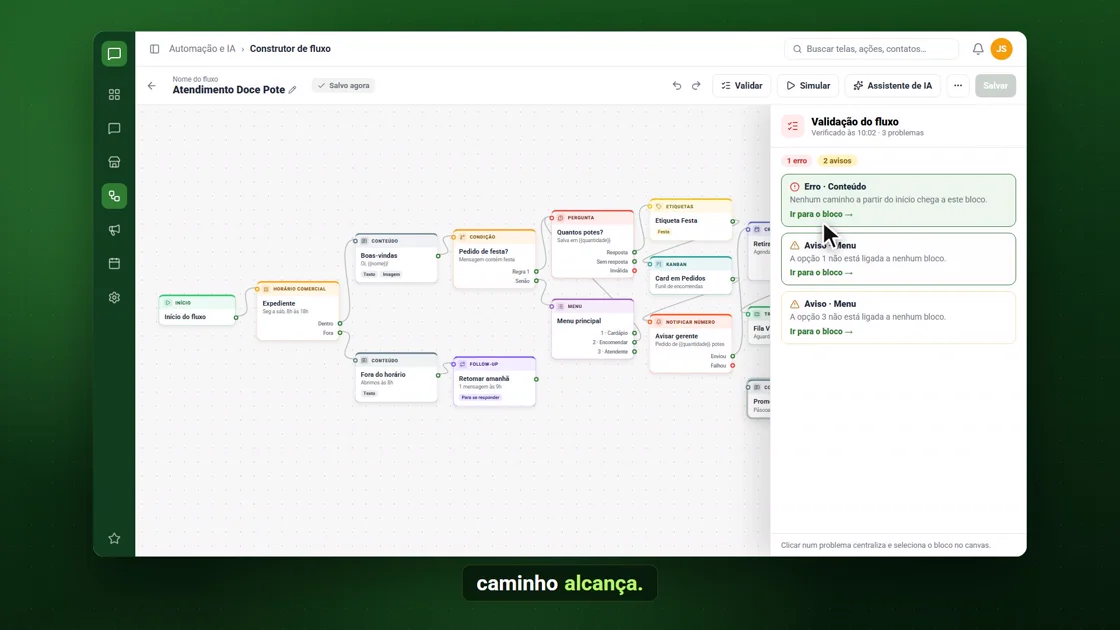 Automação e IA › Construtor de fluxo
Buscar telas, ações, contatos...
JS
Nome do fluxo
Atendimento Doce Pote
Salvo agora
Validar
Simular
Assistente de IA
Salvar
INÍCIO
Início do fluxo
HORÁRIO COMERCIAL
Expediente
Seg a sáb, 8h às 18h
Dentro
Fora
CONTEÚDO
Boas-vindas
Oi, {{nome}}!
Texto
Imagem
CONDIÇÃO
Pedido de festa?
Mensagem contém festa
Regra 1
Senão
CONTEÚDO
Fora do horário
Abrimos às 8h
Texto
FOLLOW-UP
Retomar amanhã
1 mensagem às 9h
Para se responder
PERGUNTA
Quantos potes?
Salva em {{quantidade}}
Resposta
Sem resposta
Inválida
MENU
Menu principal
1 · Cardápio
2 · Encomendar
3 · Atendente
ETIQUETAS
Etiqueta Festa
Festa
KANBAN
Card em Pedidos
Funil de encomendas
NOTIFICAR NÚMERO
Avisar gerente
Pedido de {{quantidade}} potes
Enviou
Falhou
Retira
Agenda
Fila V
Aguard
CO
Prom
Validação do fluxo
Verificado às 10:02 · 3 problemas
1 erro
2 avisos
Erro · Conteúdo
Nenhum caminho a partir do início chega a este bloco.
Ir para o bloco →
Aviso · Menu
A opção 1 não está ligada a nenhum bloco.
Ir para o bloco →
Aviso · Menu
A opção 3 não está ligada a nenhum bloco.
Ir para o bloco →
Clicar num problema centraliza e seleciona o bloco no canvas.
caminho alcança.